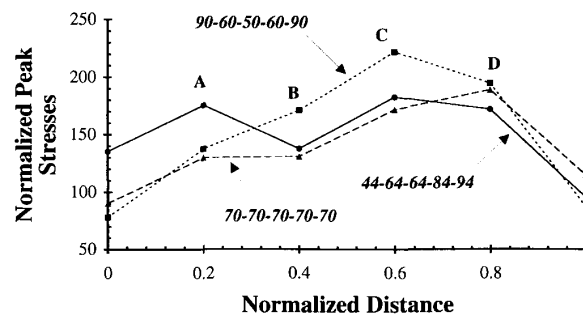 90-60-50-60-90
250
C
200
A
B
D
150
100
50
44-64-64-84-94
70-70-70-70-70
Normalized Peak
Stresses
0
0.2
0.4
0.6
0.8
Normalized Distance